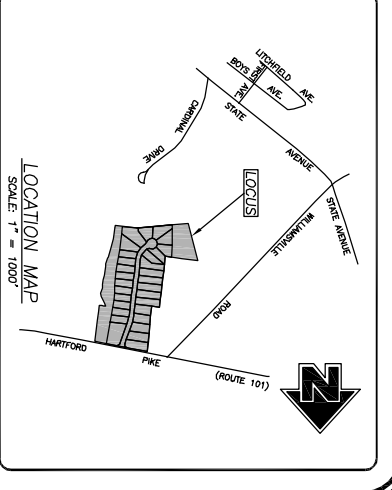 LITCHFIELD AVE.
BOYS AVE.
FIRST AVE.
STATE AVENUE
STATE AVENUE
CARDINAL DRIVE
LOCUS
WILLIAMSVILLE ROAD
HARTFORD PIKE (ROUTE 101)
N
LOCATION MAP
SCALE: 1" = 1000'